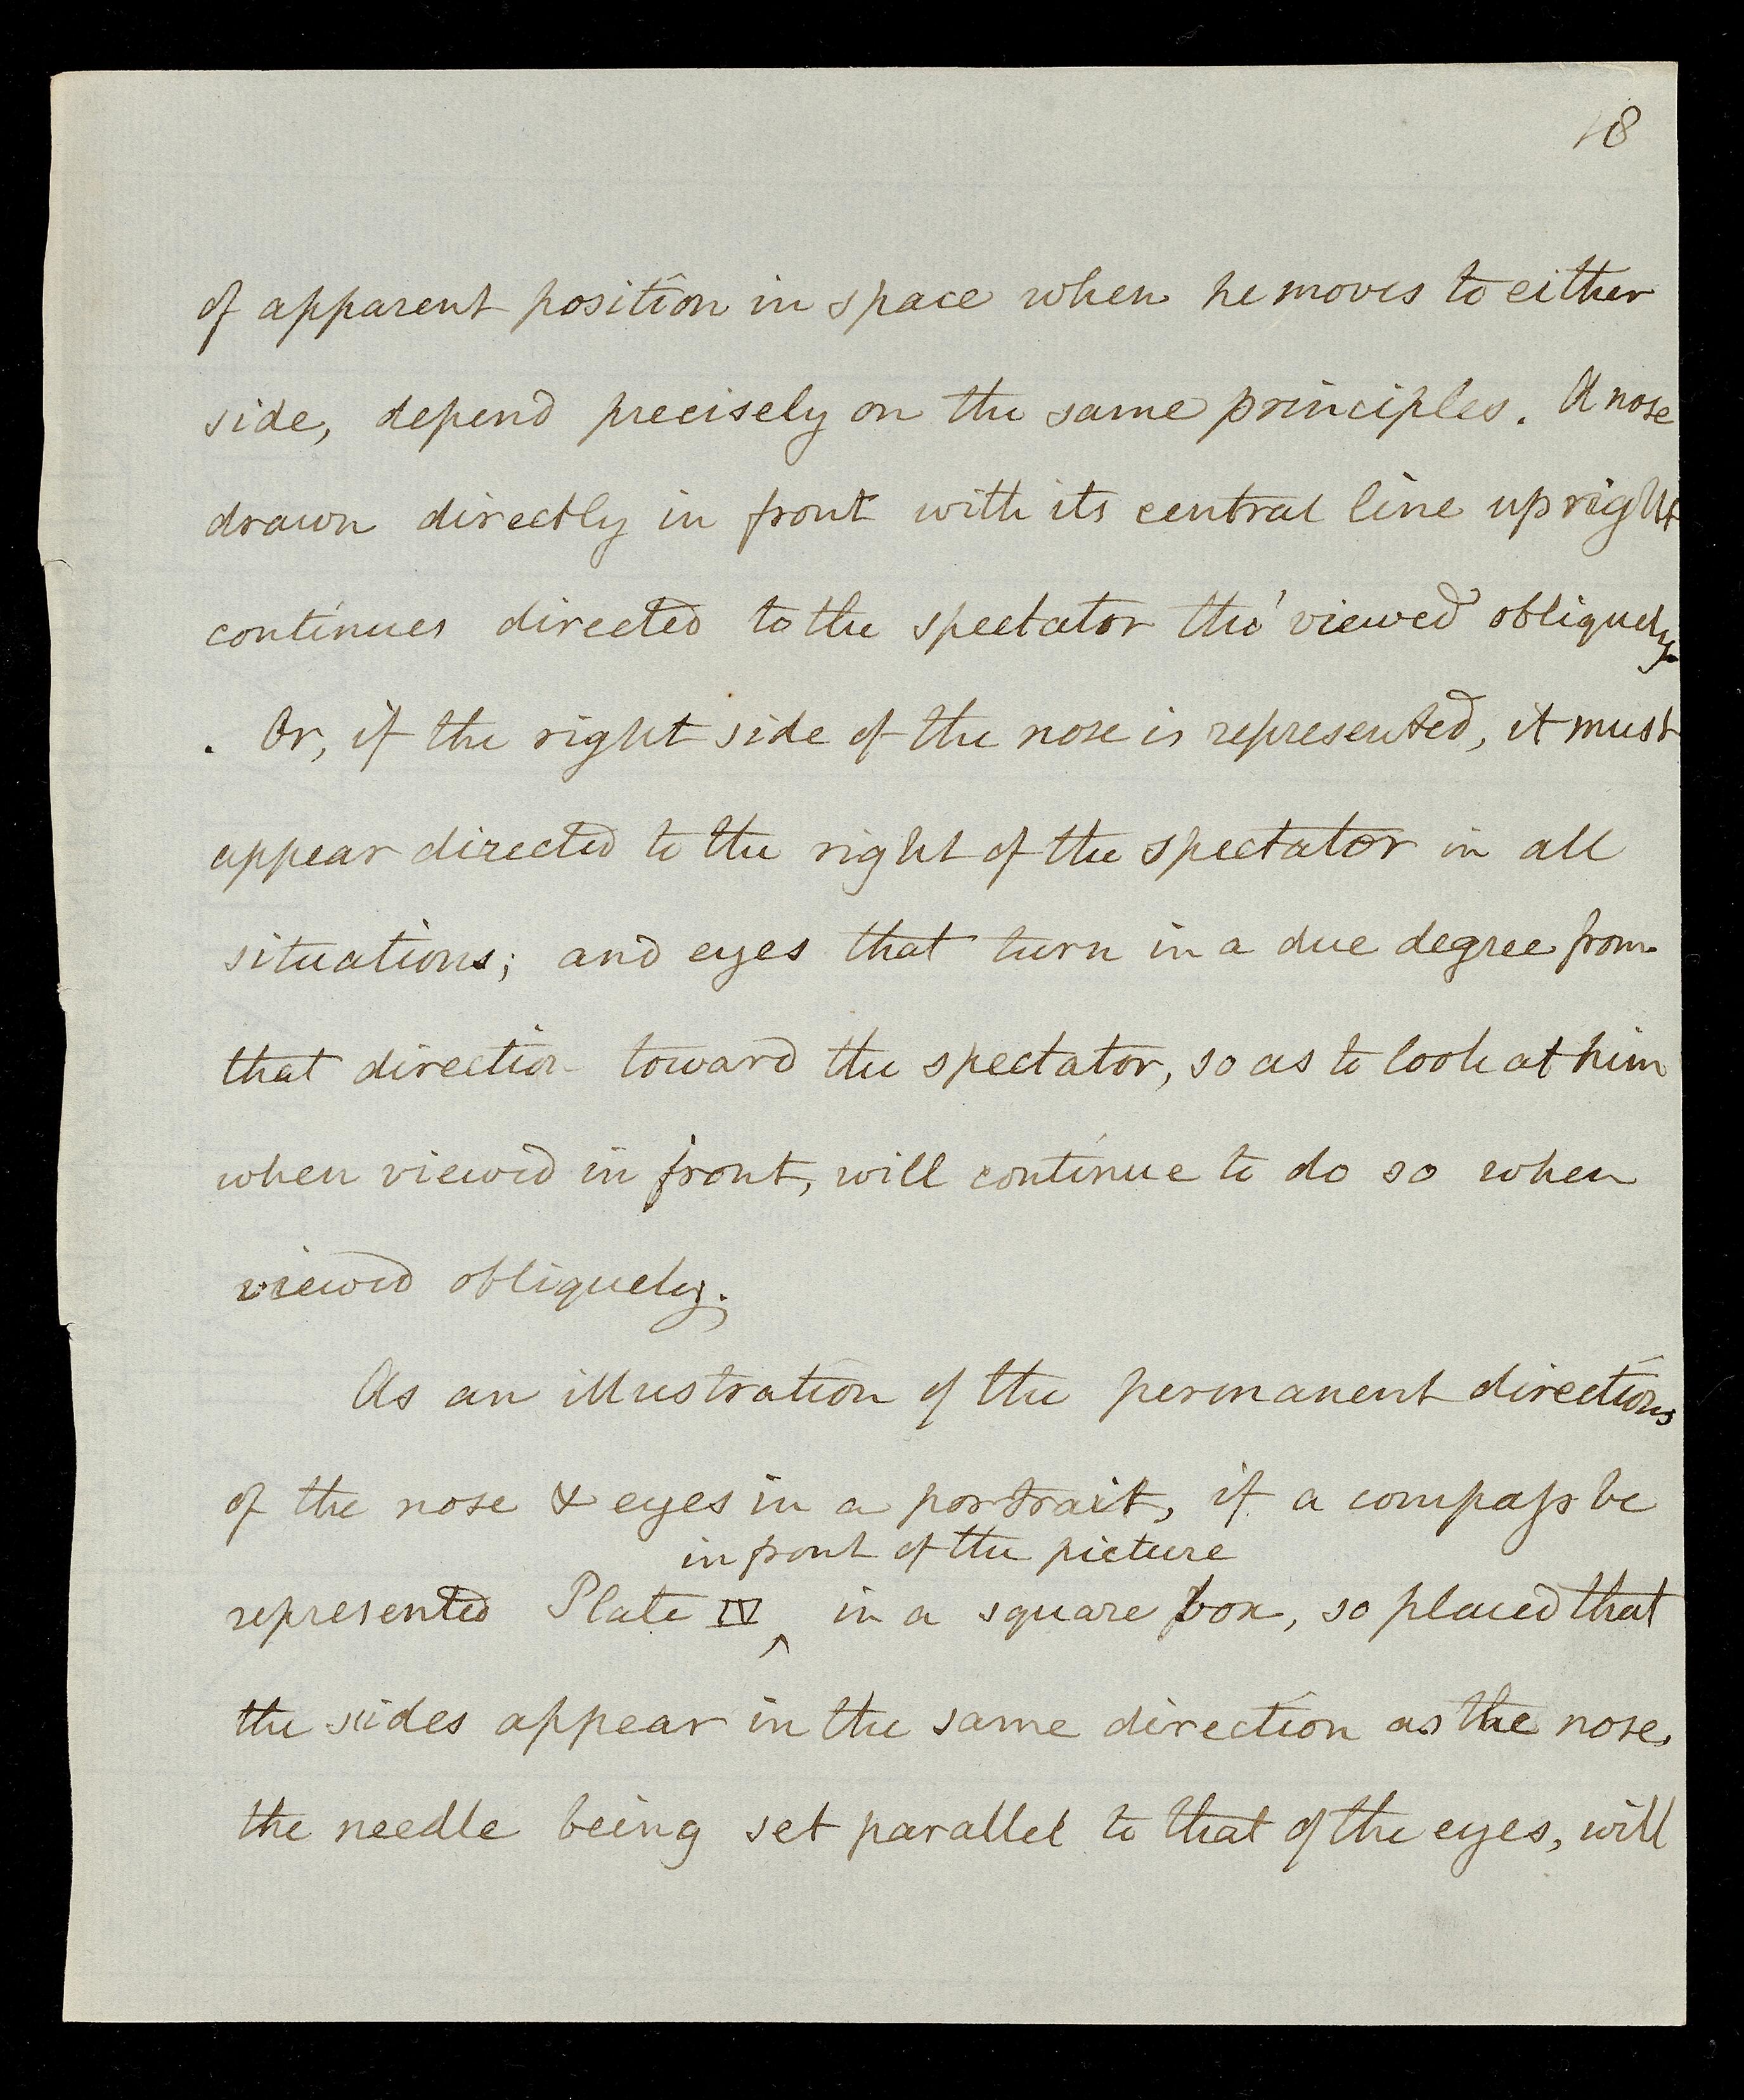 18
of apparent position in space when he moves to either
side, depend precisely on the same principles. A nose
drawn directly in front with its central line upright
continues directed to the spectator tho' viewed obliquely.
. Or, if the right side of the nose is represented, it must
appear directed to the right of the spectator in all
situations; and eyes that turn in a due degree from
that direction toward the spectator, so as to look at him
when viewed in front, will continue to do so when
viewed obliquely.
As an illustration of the permanent directions
of the nose & eyes in a portrait, if a compass be
in front of the picture
represented Plate IV ‸ in a square box, so placed that
the sides appear in the same direction as the nose,
the needle being set parallel to that of the eyes, will